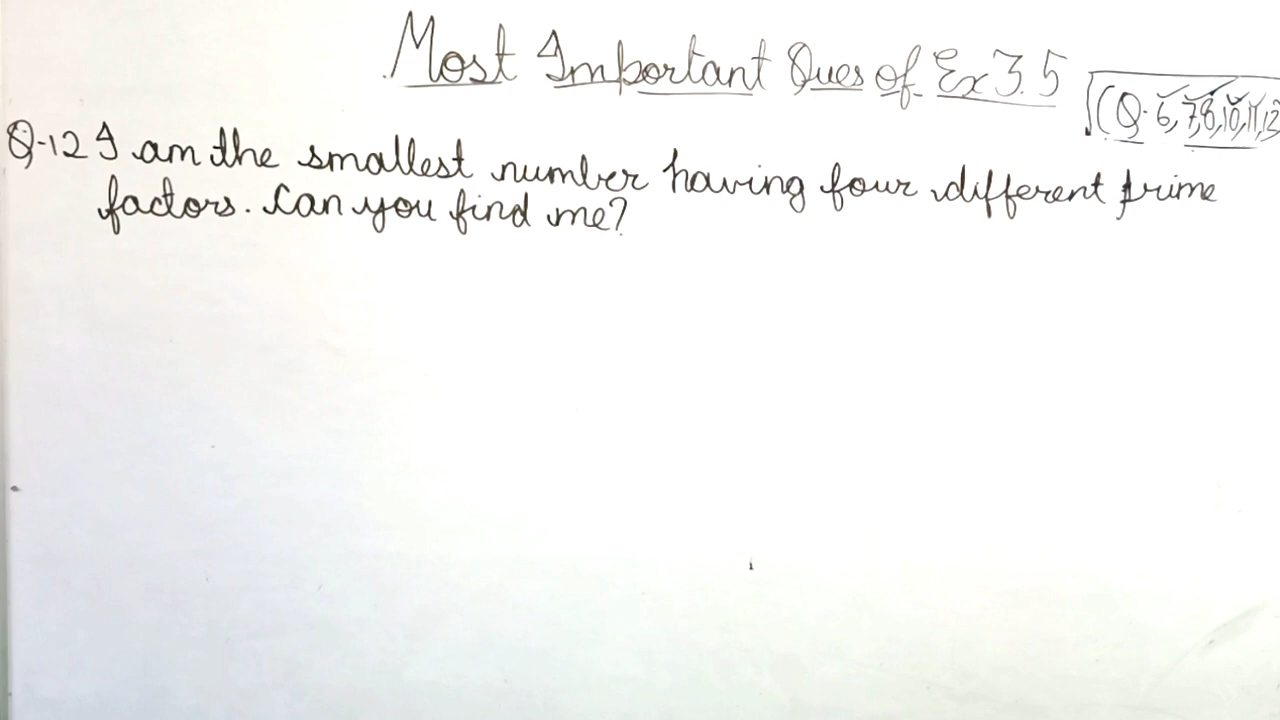 Most Important Ques of Ex 3.5
(Q. 6, 7, 8, 10, 11, 12
Q.12 I am the smallest number having four different prime
factors. Can you find me?